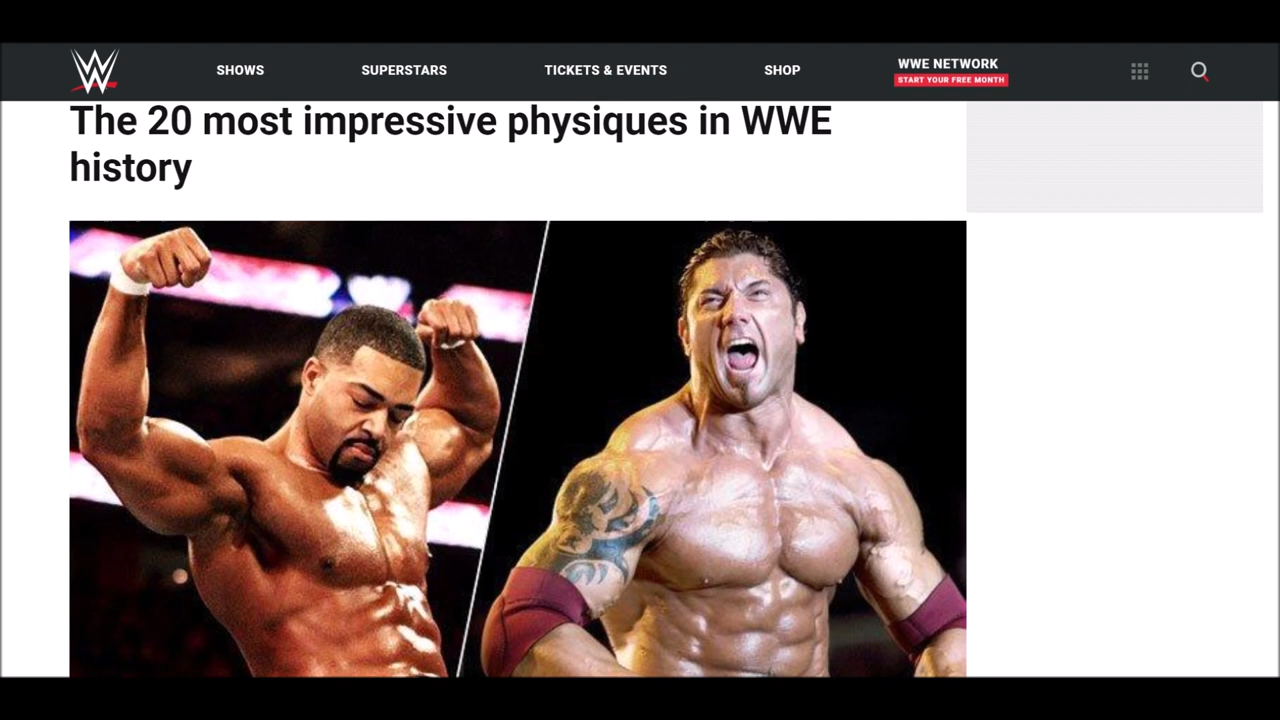 SHOWS
SUPERSTARS
TICKETS & EVENTS
SHOP
WWE NETWORK
START YOUR FREE MONTH
The 20 most impressive physiques in WWE
history